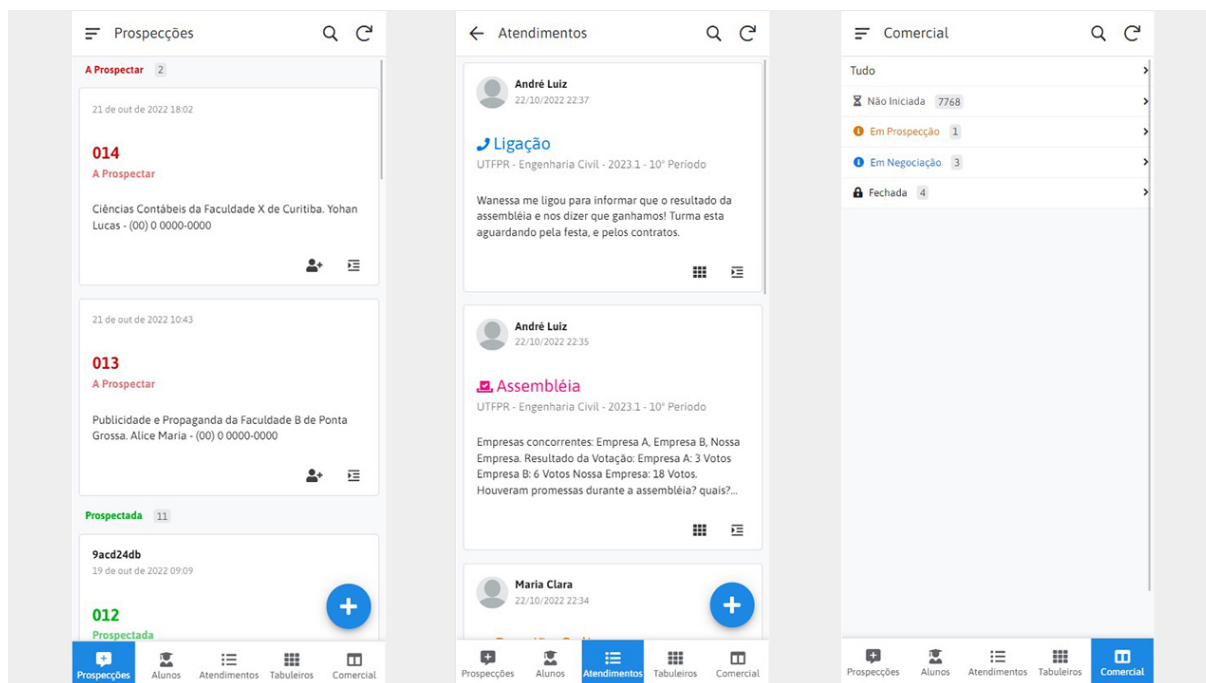 Prospecções
A Prospectar 2
21 de out de 2022 18:02
014
A Prospectar
Ciências Contábeis da Faculdade X de Curitiba. Yohan
Lucas - (00) 0 0000-0000
21 de out de 2022 10:43
013
A Prospectar
Publicidade e Propaganda da Faculdade B de Ponta
Grossa. Alice Maria - (00) 0 0000-0000
Prospectada 11
9acd24db
19 de out de 2022 09:09
012
Prospectada
Prospecções Alunos Atendimentos Tabuleiros Comercial
Atendimentos
André Luiz
22/10/2022 22:37
Ligação
UTFPR - Engenharia Civil - 2023.1 - 10° Período
Wanessa me ligou para informar que o resultado da
assembléia e nos dizer que ganhamos! Turma esta
aguardando pela festa, e pelos contratos.
André Luiz
22/10/2022 22:35
Assembléia
UTFPR - Engenharia Civil - 2023.1 - 10° Período
Empresas concorrentes: Empresa A, Empresa B, Nossa
Empresa. Resultado da Votação: Empresa A: 3 Votos
Empresa B: 6 Votos Nossa Empresa: 18 Votos.
Houveram promessas durante a assembléia? quais?...
Maria Clara
22/10/2022 22:34
Prospecções Alunos Atendimentos Tabuleiros Comercial
Comercial
Tudo
Não Iniciada 7768
Em Prospecção 1
Em Negociação 3
Fechada 4
Prospecções Alunos Atendimentos Tabuleiros Comercial